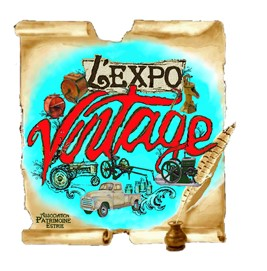 L'EXPO
Vintage
ASSOCIATION
PATRIMOINE
ESTRIE